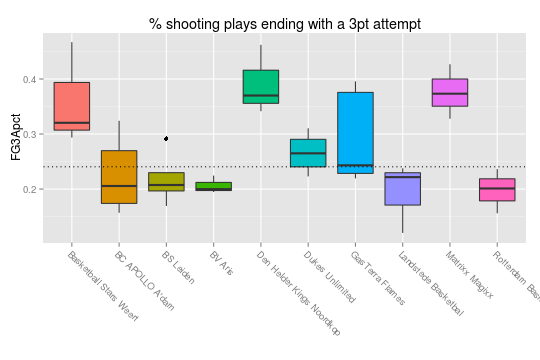 % shooting plays ending with a 3pt attempt
FG3Apct
0.4
0.3
0.2
Basketball Stars Weert
BC APOLLO A'dam
BS Leiden
BV Aris
Den Helder Kings Noordkop
Dukes Unlimited
GasTerra Flames
Landstede Basketbal
Matrixx Magixx
Rotterdam Bas